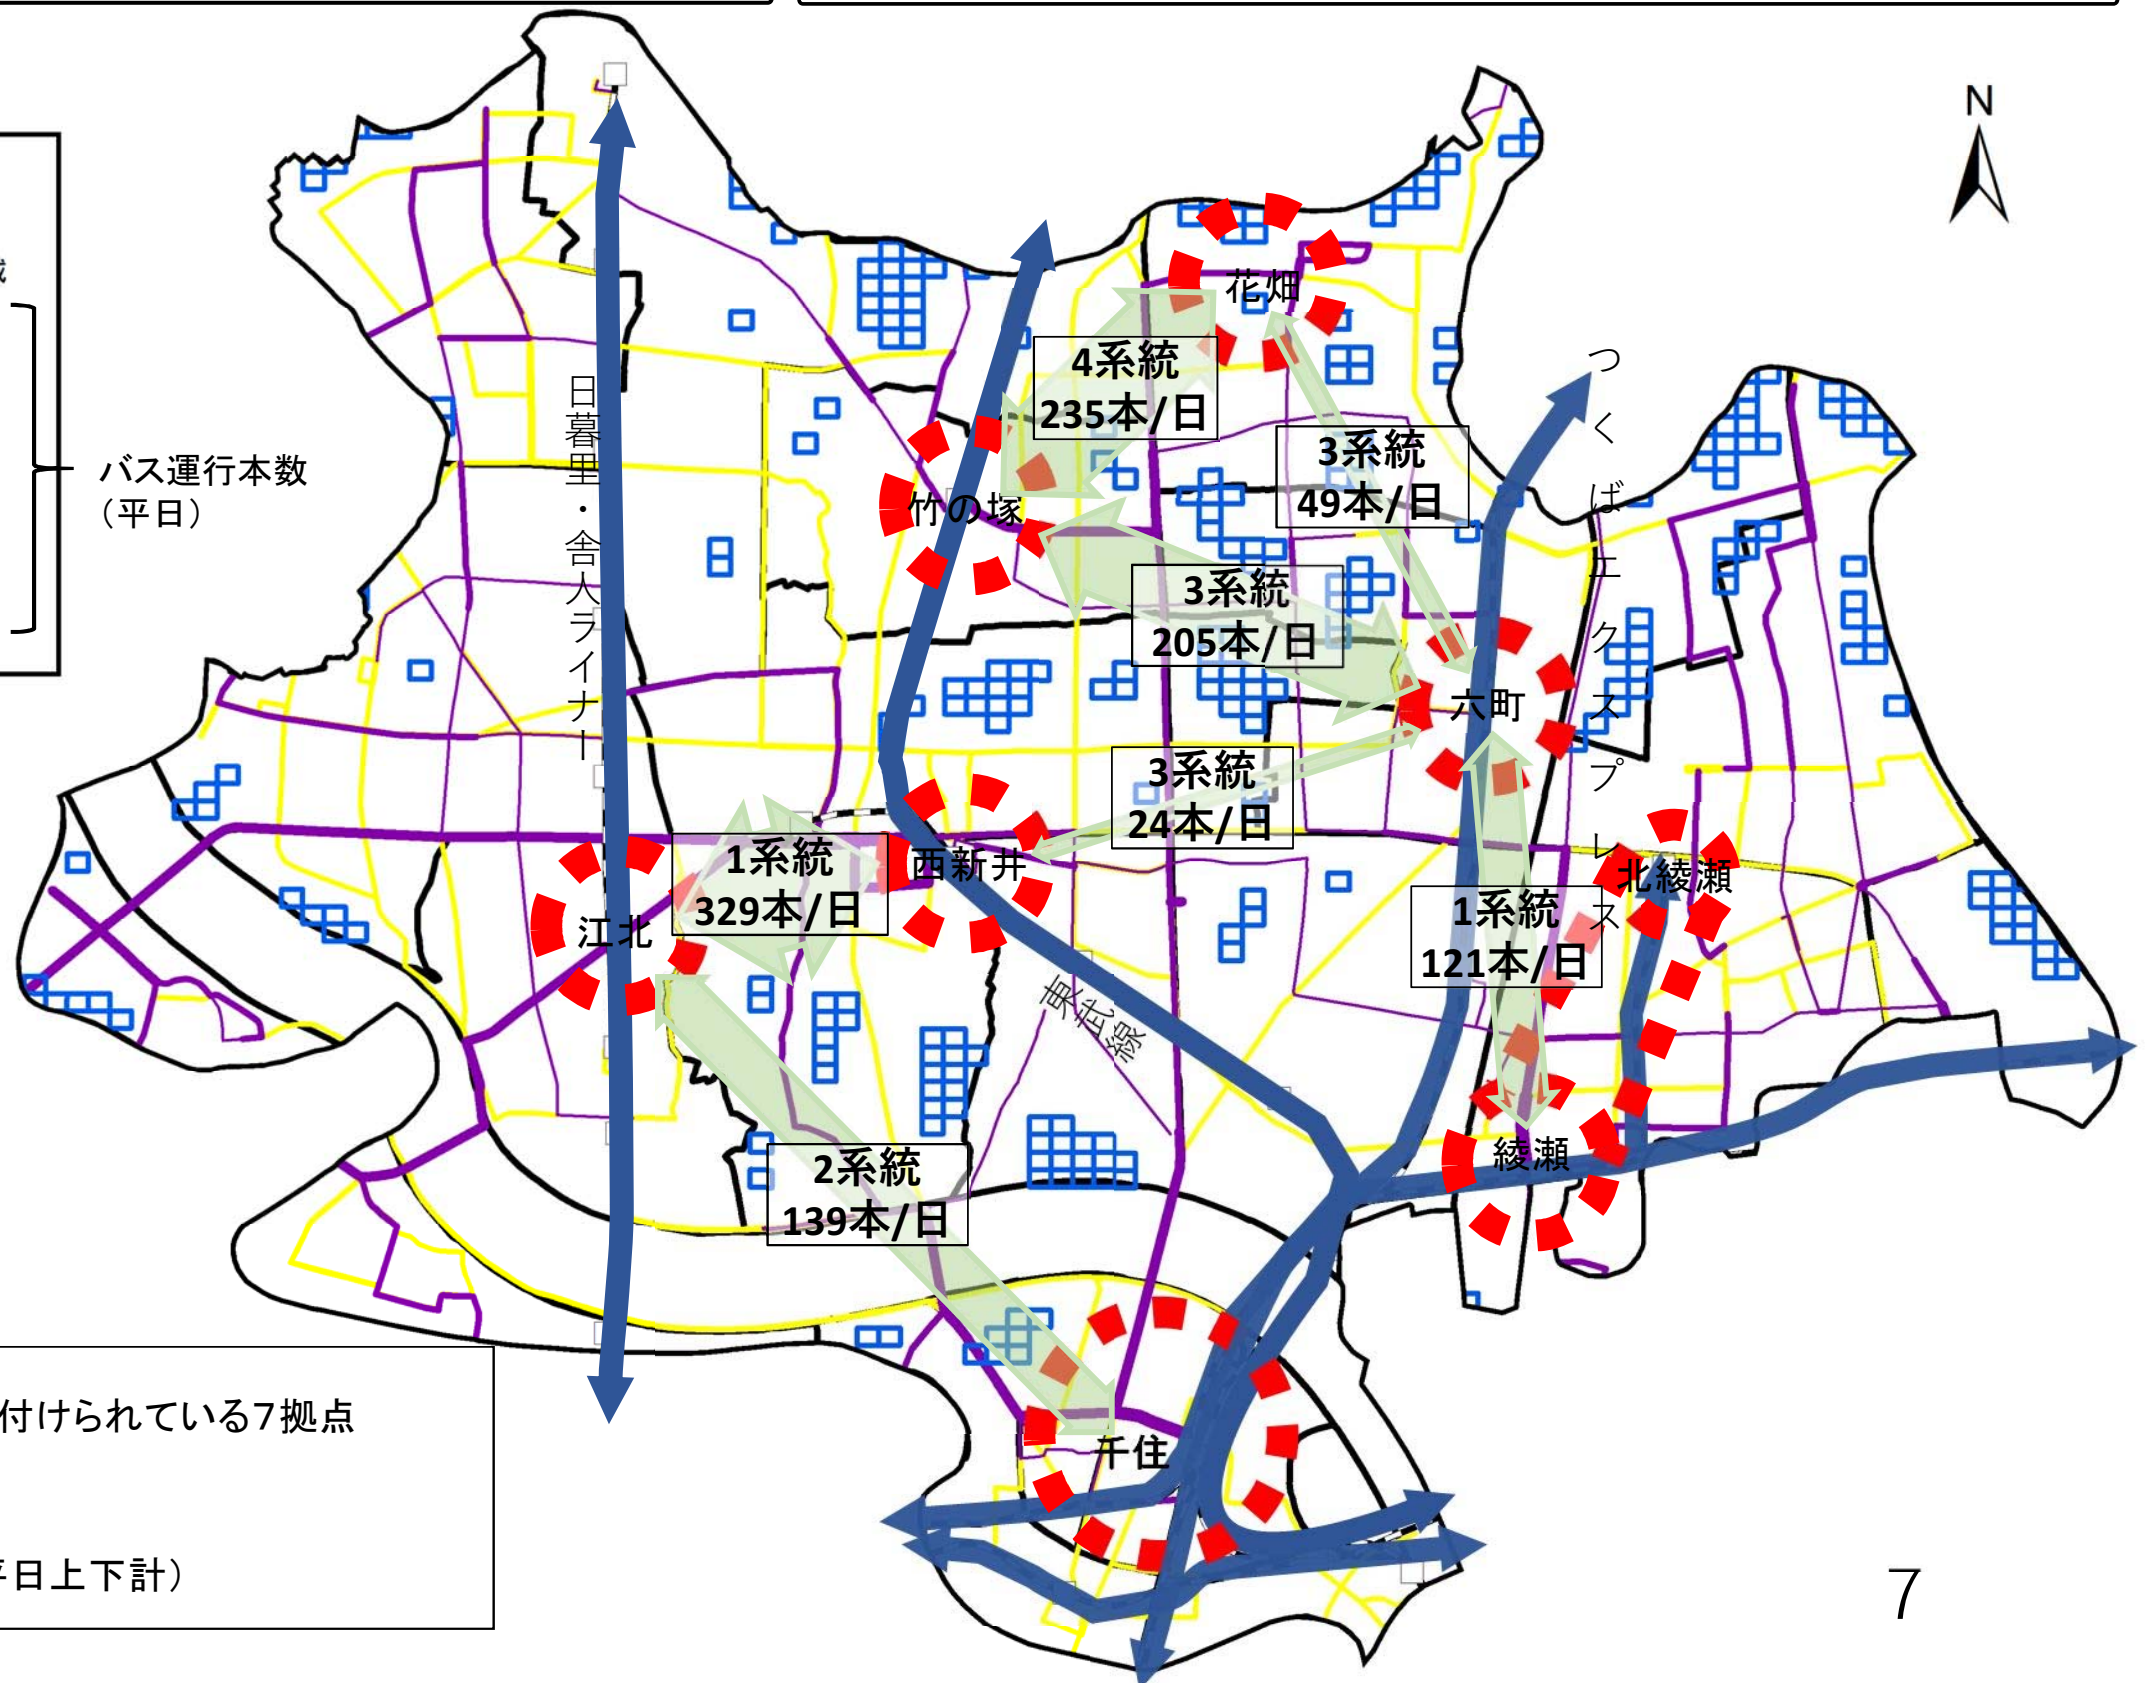 N
域
バス運行本数
（平日）
日暮里・舎人ライナー
つくばエクスプレス
東武線
花畑
4系統
235本/日
3系統
49本/日
竹の塚
3系統
205本/日
六町
3系統
24本/日
西新井
1系統
329本/日
江北
北綾瀬
1系統
121本/日
綾瀬
2系統
139本/日
千住
付けられている7拠点
平日上下計）
7